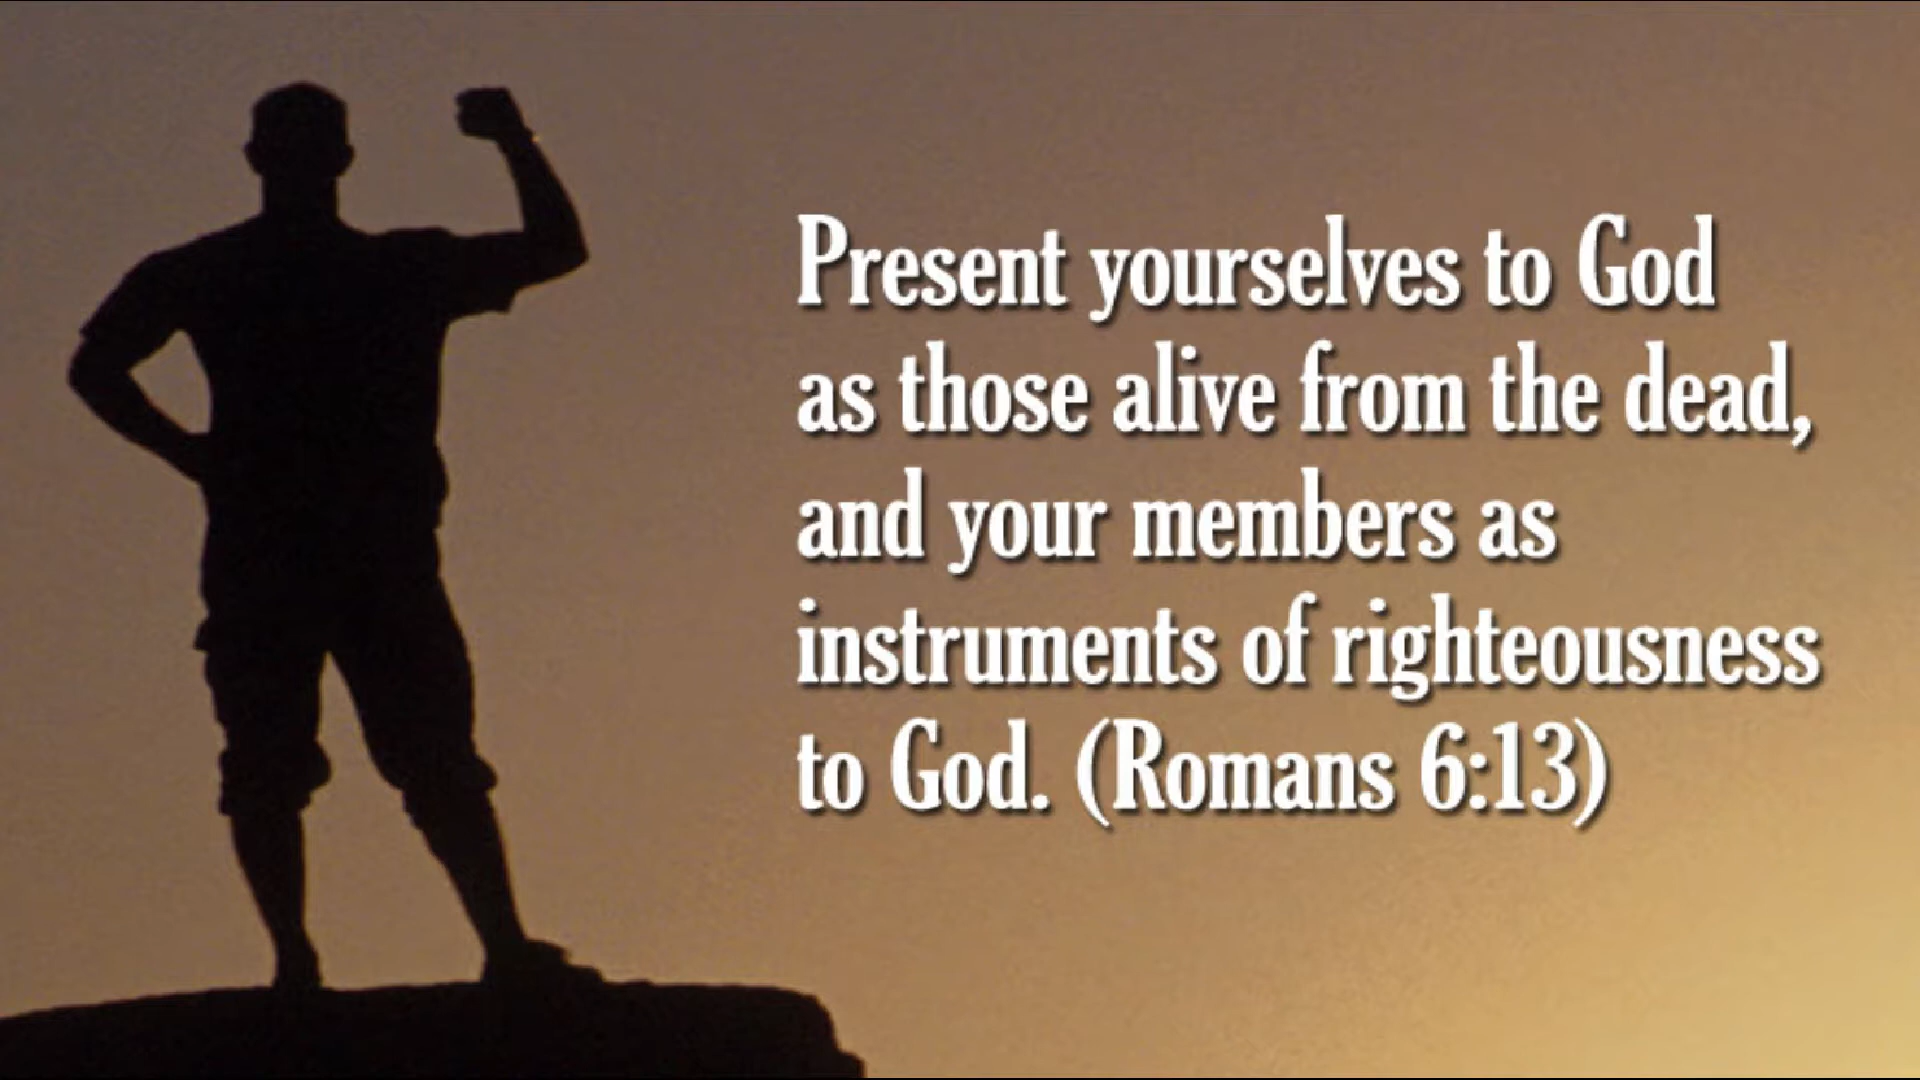 Present yourselves to God
as those alive from the dead,
and your members as
instruments of righteousness
to God. (Romans 6:13)